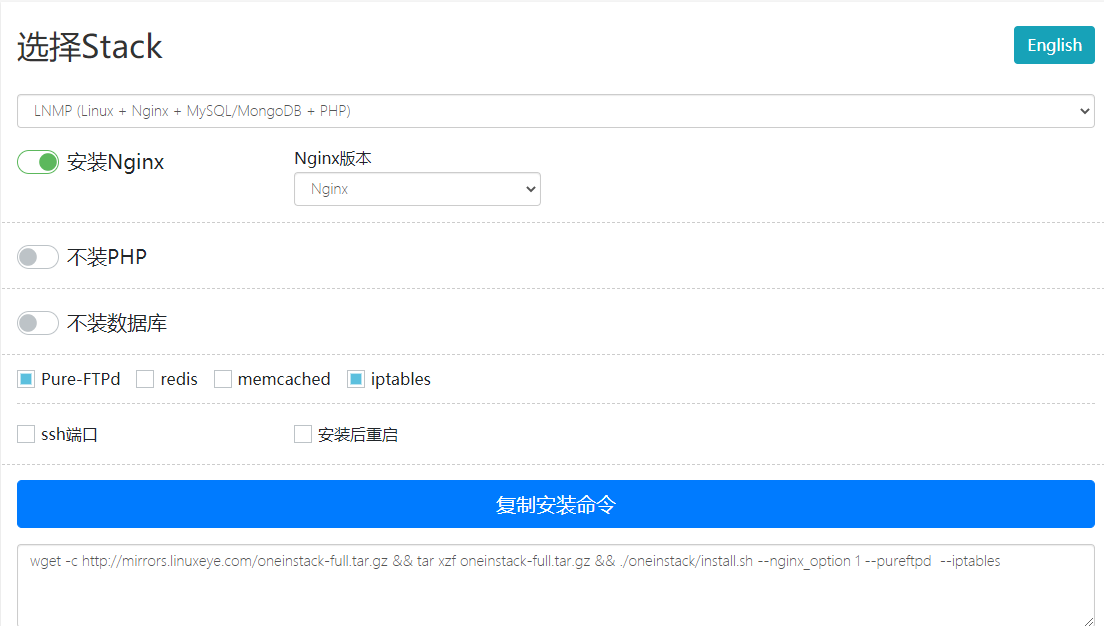 选择Stack
English
LNMP (Linux + Nginx + MySQL/MongoDB + PHP)
安装Nginx
Nginx版本
Nginx
不装PHP
不装数据库
Pure-FTPd redis memcached iptables
ssh端口 安装后重启
复制安装命令
wget -c http://mirrors.linuxeye.com/oneinstack-full.tar.gz && tar xzf oneinstack-full.tar.gz && ./oneinstack/install.sh --nginx_option 1 --pureftpd  --iptables